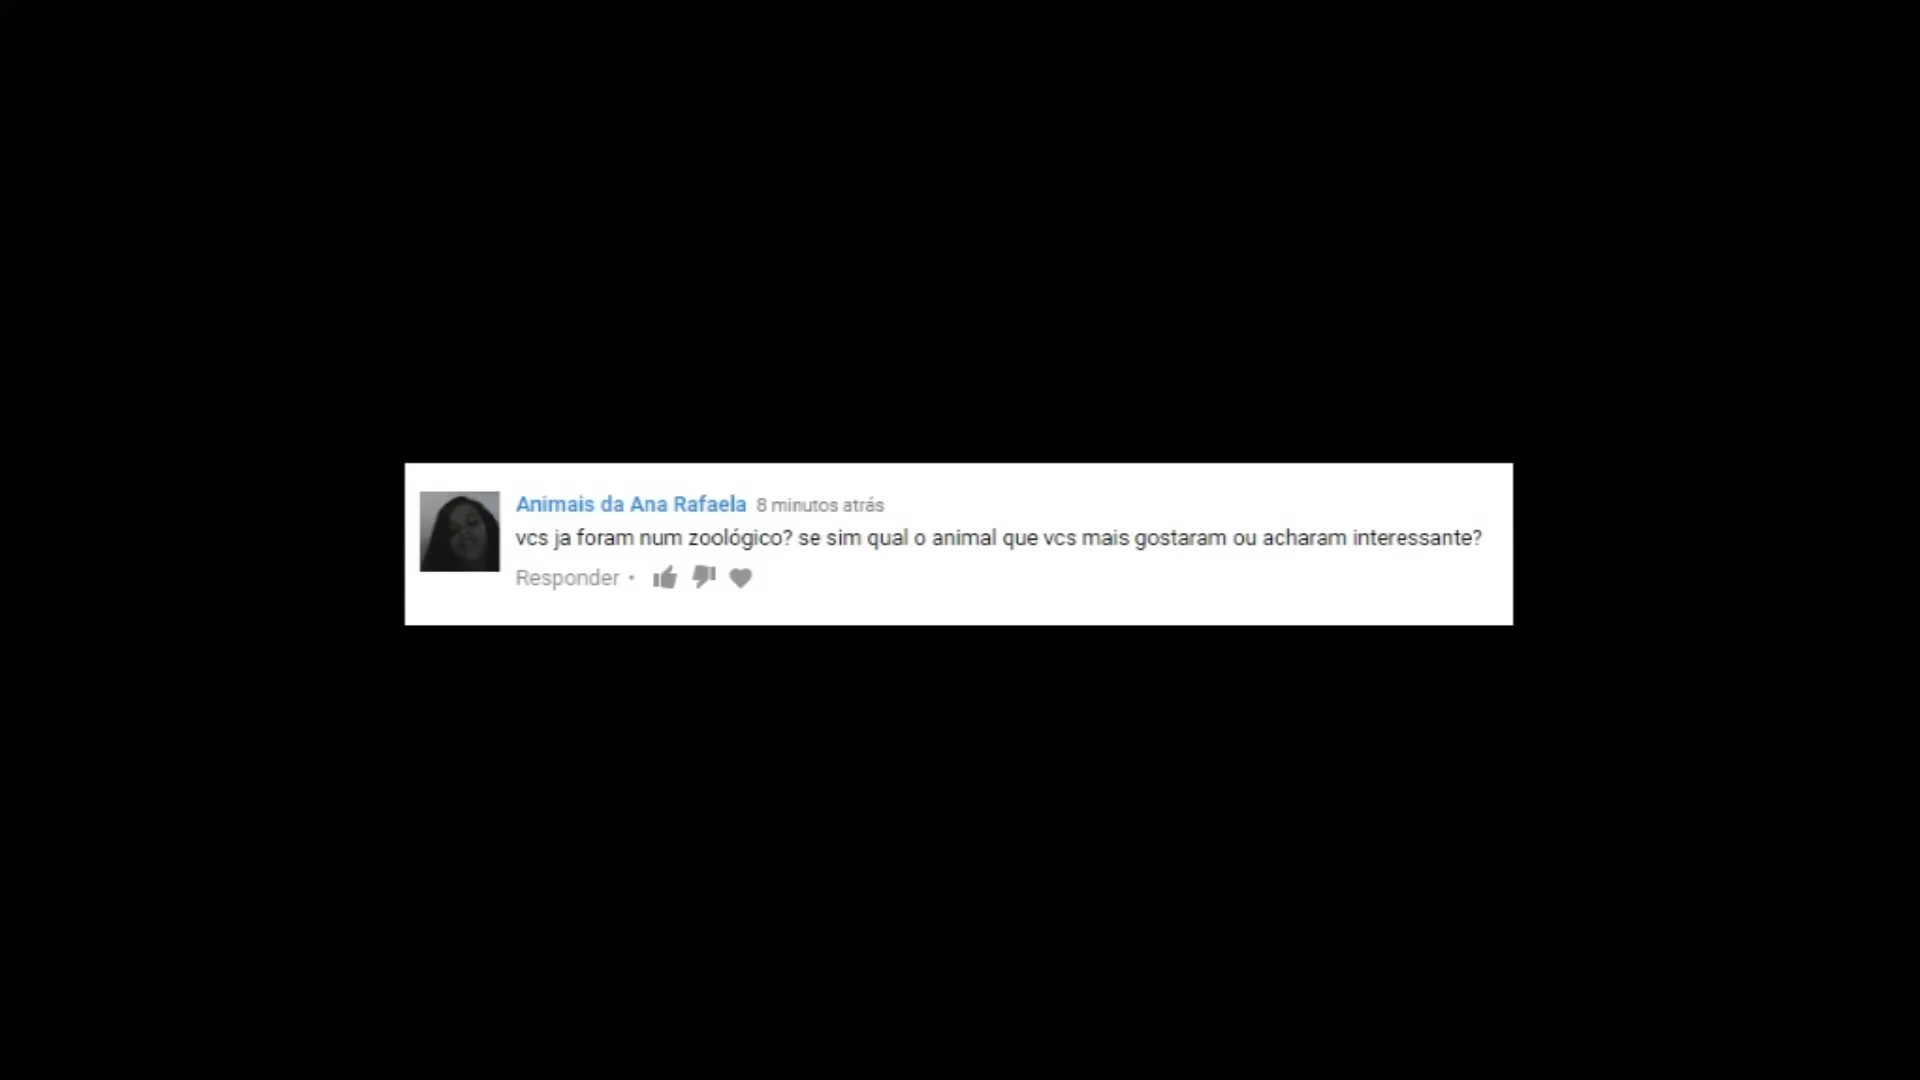 Animais da Ana Rafaela 8 minutos atrás
vcs ja foram num zoológico? se sim qual o animal que vcs mais gostaram ou acharam interessante?
Responder •